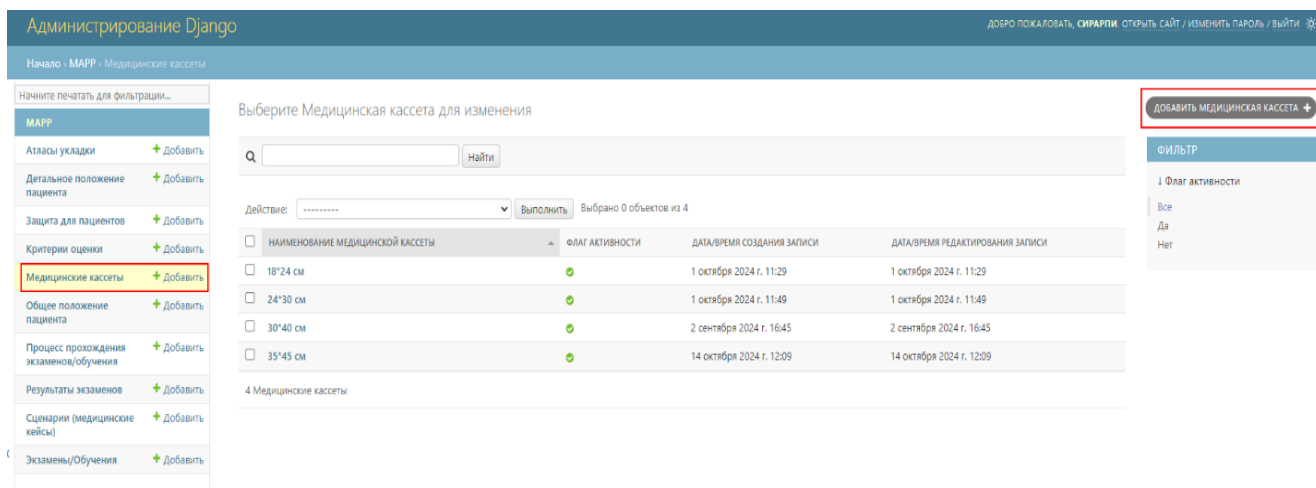 Администрирование Django
ДОБРО ПОЖАЛОВАТЬ, СИРАРПИ. ОТКРЫТЬ САЙТ / ИЗМЕНИТЬ ПАРОЛЬ / ВЫЙТИ
Начало › MAPP › Медицинские кассеты
Начните печатать для фильтрации...
MAPP
Атласы укладки + Добавить
Детальное положение + Добавить
пациента
Защита для пациентов + Добавить
Критерии оценки + Добавить
Медицинские кассеты + Добавить
Общее положение + Добавить
пациента
Процесс прохождения + Добавить
экзаменов/обучения
Результаты экзаменов + Добавить
Сценарии (медицинские + Добавить
кейсы)
Экзамены/Обучения + Добавить
Выберите Медицинская кассета для изменения
Найти
Действие: --------- Выполнить Выбрано 0 объектов из 4
НАИМЕНОВАНИЕ МЕДИЦИНСКОЙ КАССЕТЫ ФЛАГ АКТИВНОСТИ ДАТА/ВРЕМЯ СОЗДАНИЯ ЗАПИСИ ДАТА/ВРЕМЯ РЕДАКТИРОВАНИЯ ЗАПИСИ
18*24 см 1 октября 2024 г. 11:29 1 октября 2024 г. 11:29
24*30 см 1 октября 2024 г. 11:49 1 октября 2024 г. 11:49
30*40 см 2 сентября 2024 г. 16:45 2 сентября 2024 г. 16:45
35*45 см 14 октября 2024 г. 12:09 14 октября 2024 г. 12:09
4 Медицинские кассеты
ДОБАВИТЬ МЕДИЦИНСКАЯ КАССЕТА +
ФИЛЬТР
↓ Флаг активности
Все
Да
Нет